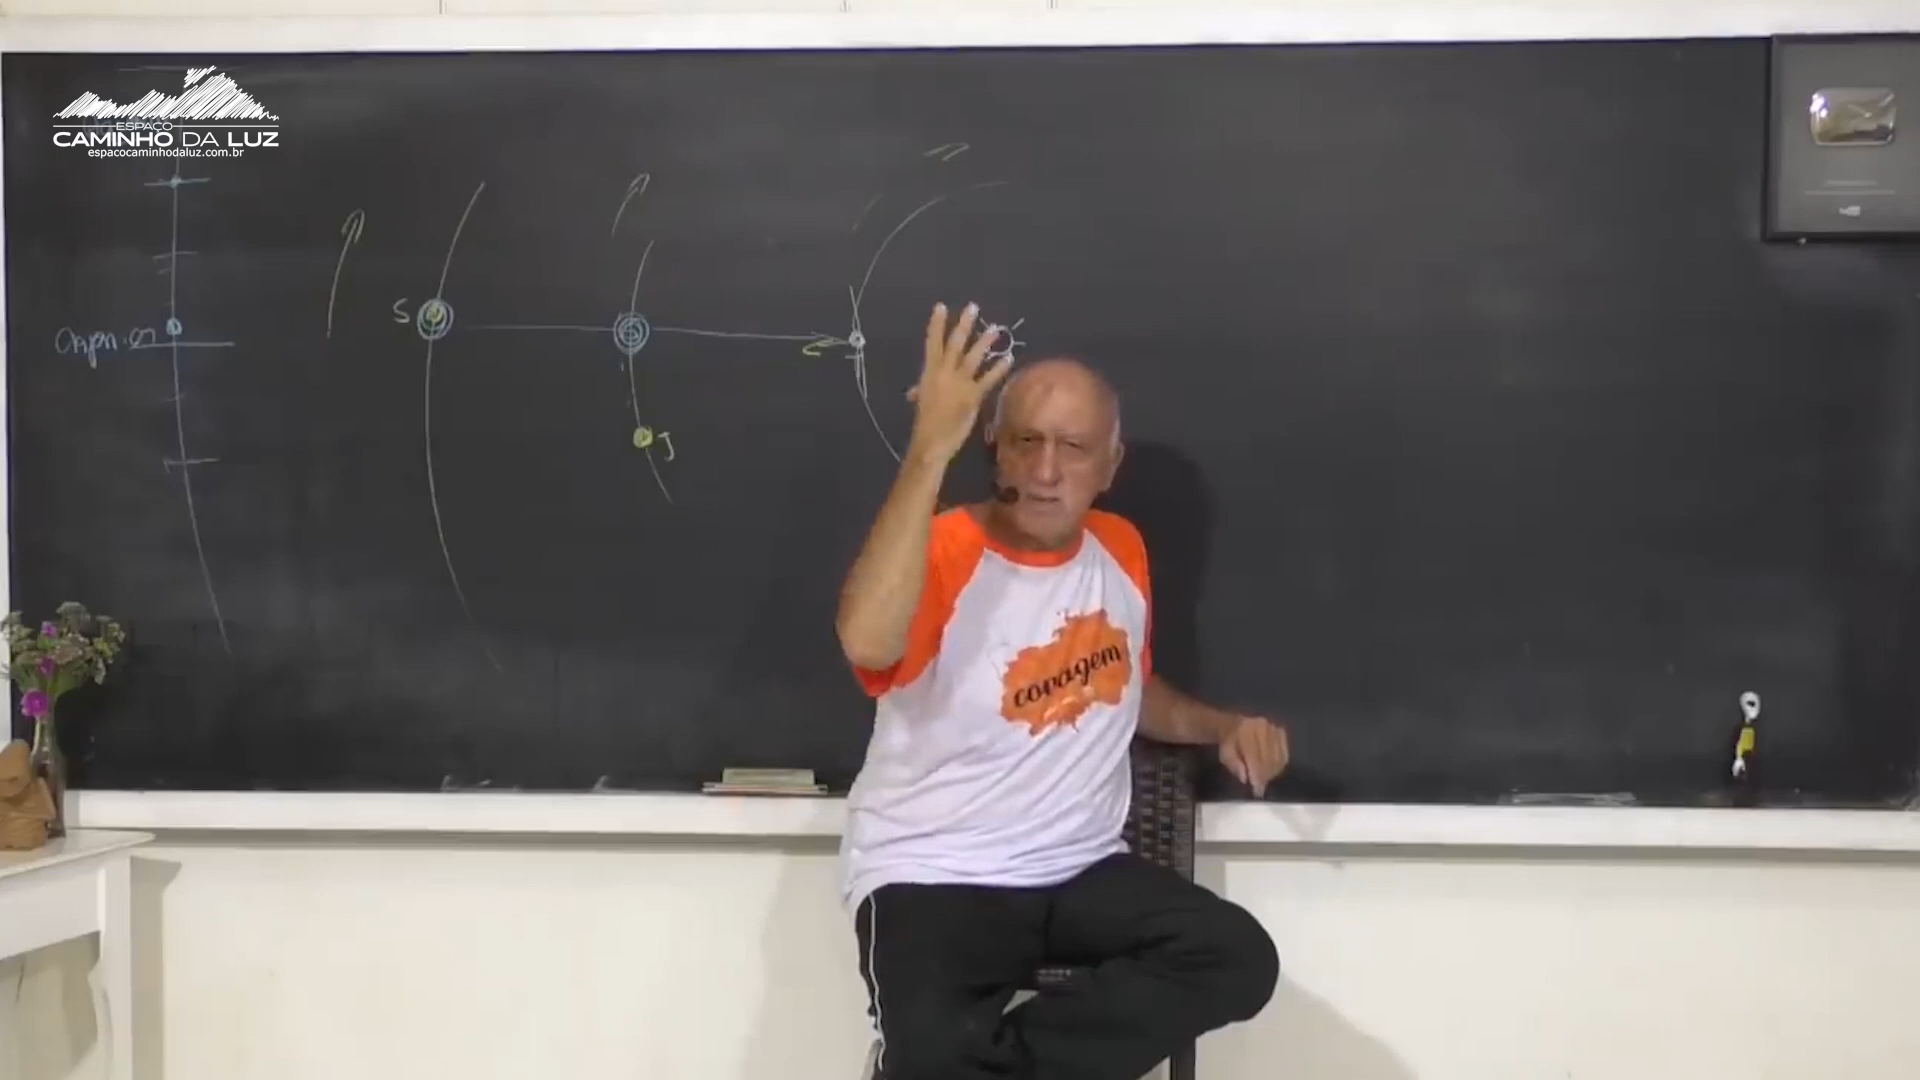 ESPAÇO
CAMINHO DA LUZ
espacocaminhodaluz.com.br
S
J
coragem